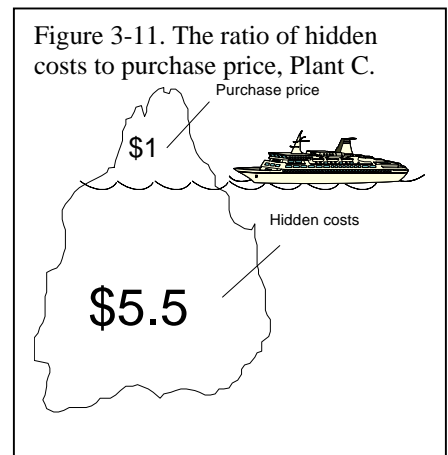 Figure 3-11. The ratio of hidden
costs to purchase price, Plant C.
Purchase price
$1
Hidden costs
$5.5